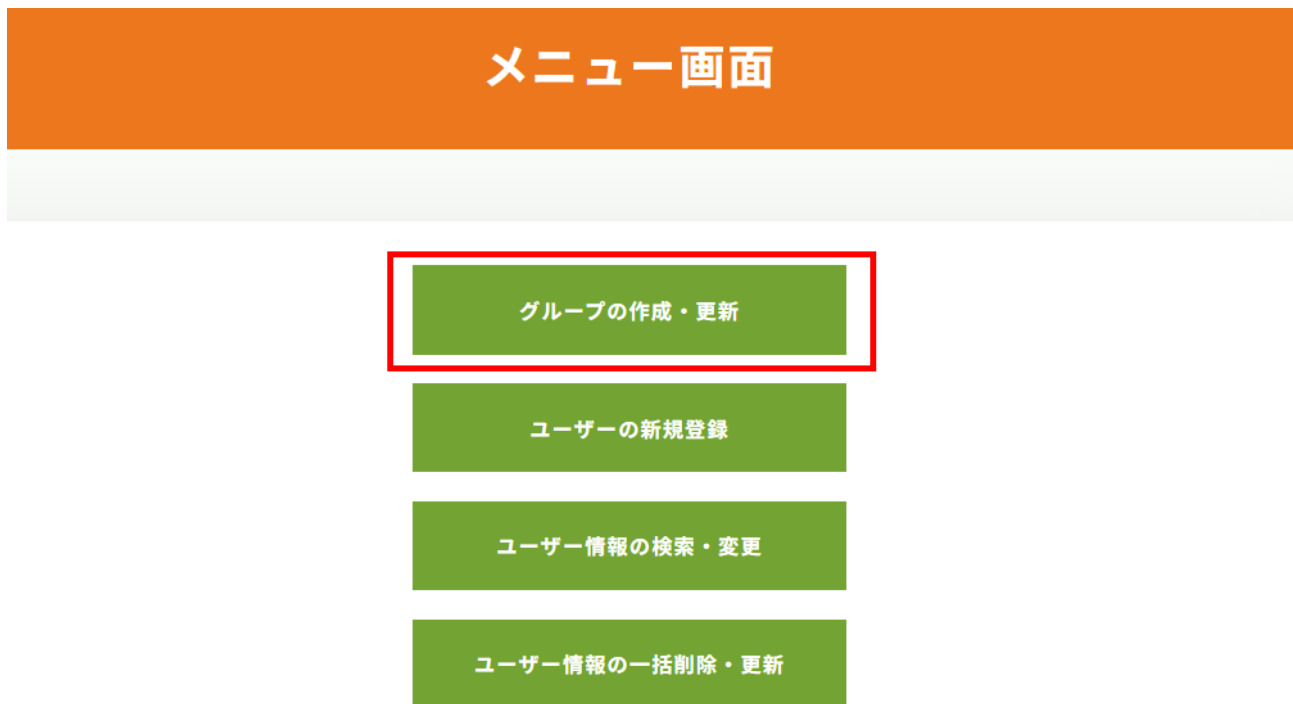 メニュー画面
グループの作成・更新
ユーザーの新規登録
ユーザー情報の検索・変更
ユーザー情報の一括削除・更新